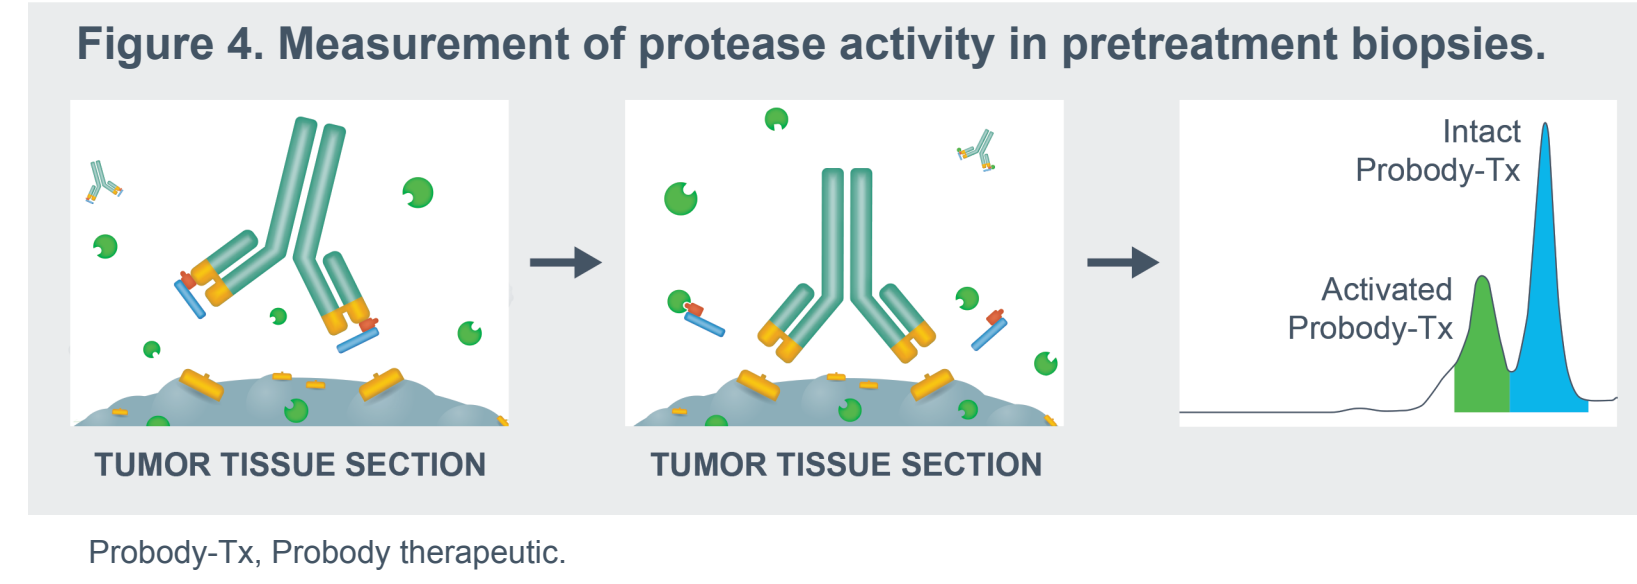 Figure 4. Measurement of protease activity in pretreatment biopsies.
TUMOR TISSUE SECTION
TUMOR TISSUE SECTION
Intact
Probody-Tx
Activated
Probody-Tx
Probody-Tx, Probody therapeutic.